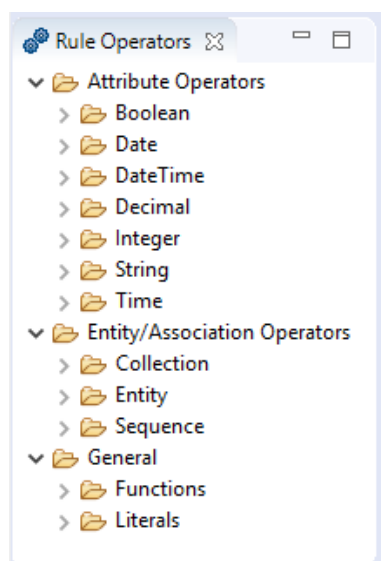 Rule Operators
Attribute Operators
Boolean
Date
DateTime
Decimal
Integer
String
Time
Entity/Association Operators
Collection
Entity
Sequence
General
Functions
Literals